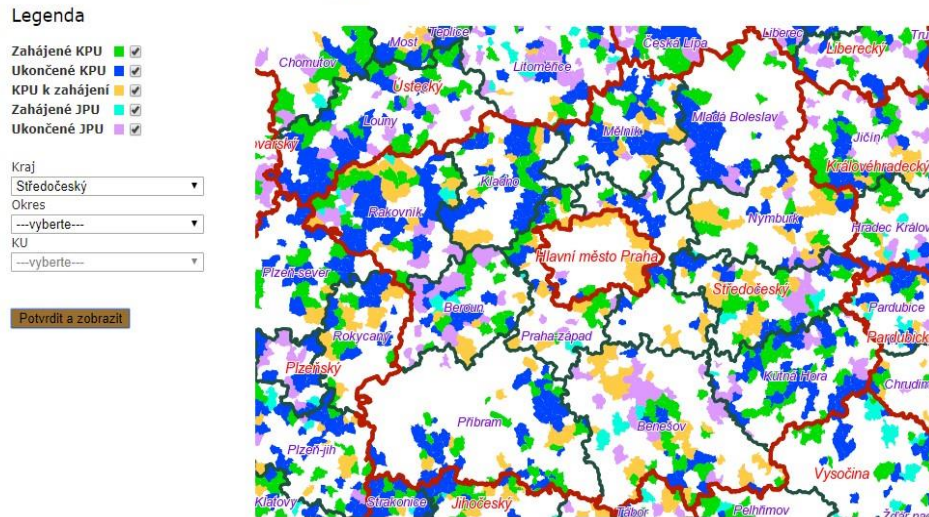 Legenda
Zahájené KPU
Ukončené KPU
KPU k zahájení
Zahájené JPU
Ukončené JPU
Kraj
Středočeský
Okres
---vyberte---
KU
---vyberte---
Potvrdit a zobrazit
Teplice
Most
Liberec
Česká Lípa
Liberecký
Chomutov
Litoměřice
Ústecký
Louny
Mělník
Mladá Boleslav
Jičín
ovarský
Královéhradecký
Kladno
Rakovník
Nymburk
Hradec Králov
Hlavní město Praha
Plzeň-sever
Středočeský
Beroun
Pardubice
Rokycany
Praha-západ
Pardubick
Plzeňský
Kutná Hora
Chrudim
Příbram
Benešov
Plzeň-jih
Vysočina
Klatovy
Strakonice
Jihočeský
Tábor
Pelhřimov